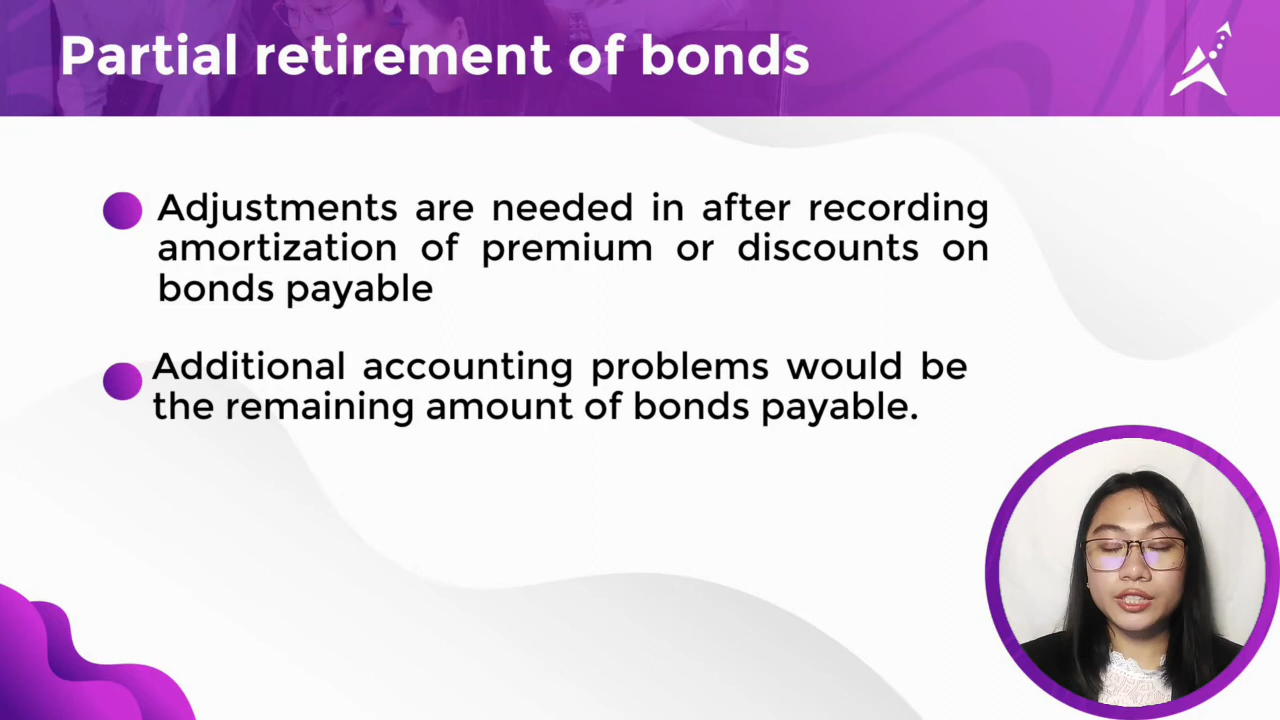 Partial retirement of bonds
Adjustments are needed in after recording
amortization of premium or discounts on
bonds payable
Additional accounting problems would be
the remaining amount of bonds payable.